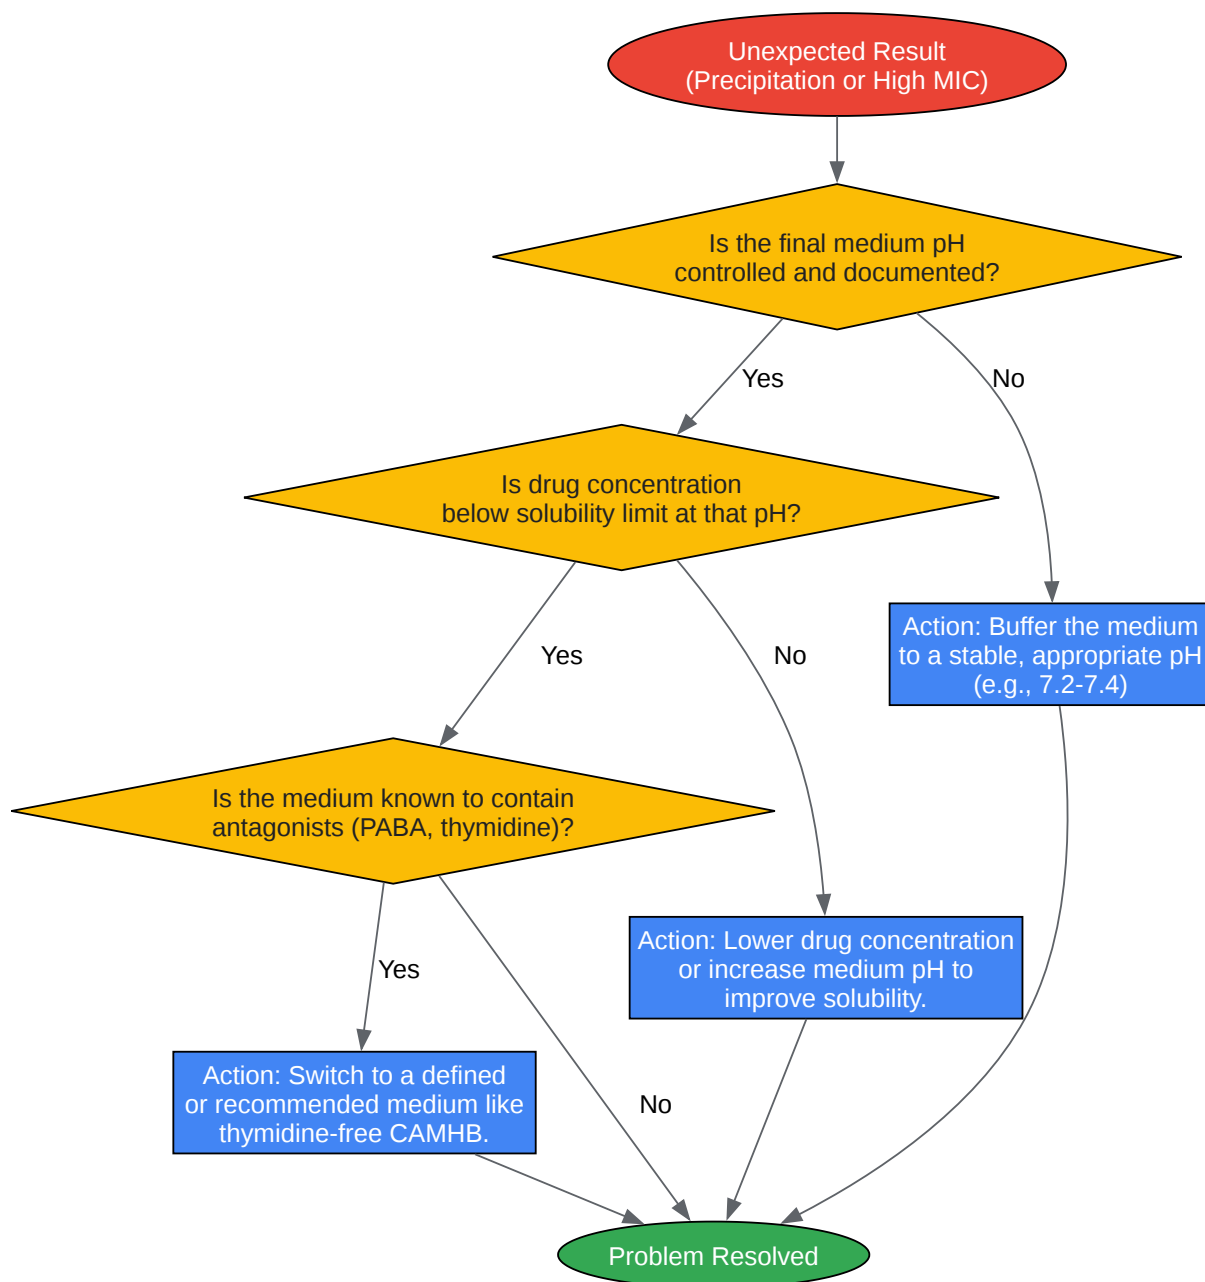 Unexpected Result
(Precipitation or High MIC)
Is the final medium pH
controlled and documented?
Yes
No
Is drug concentration
below solubility limit at that pH?
Yes
No
Action: Buffer the medium
to a stable, appropriate pH
(e.g., 7.2-7.4)
Is the medium known to contain
antagonists (PABA, thymidine)?
Yes
No
Action: Lower drug concentration
or increase medium pH to
improve solubility.
Action: Switch to a defined
or recommended medium like
thymidine-free CAMHB.
Problem Resolved